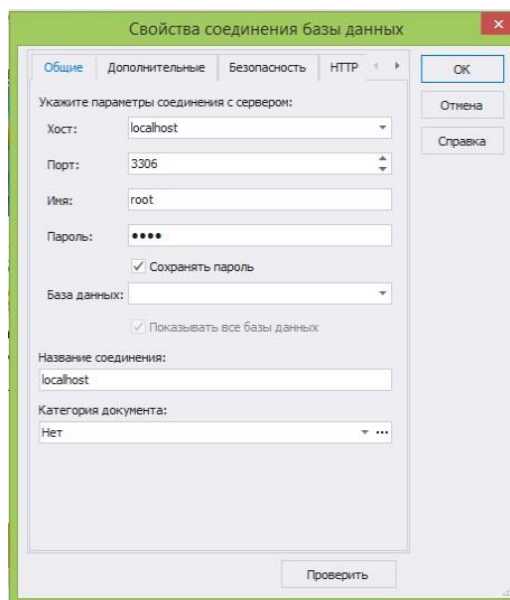 Свойства соединения базы данных
Общие Дополнительные Безопасность HTTP
ОК
Отмена
Справка
Укажите параметры соединения с сервером:
Хост: localhost
Порт: 3306
Имя: root
Пароль: ●●●●
Сохранять пароль
База данных:
Показывать все базы данных
Название соединения:
localhost
Категория документа:
Нет
Проверить